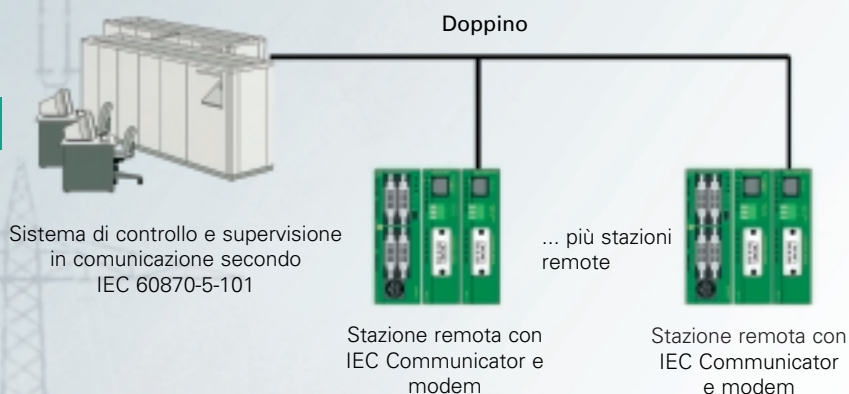 Doppino
Sistema di controllo e supervisione
in comunicazione secondo
IEC 60870-5-101
... più stazioni
remote
Stazione remota con
IEC Communicator e
modem
Stazione remota con
IEC Communicator
e modem